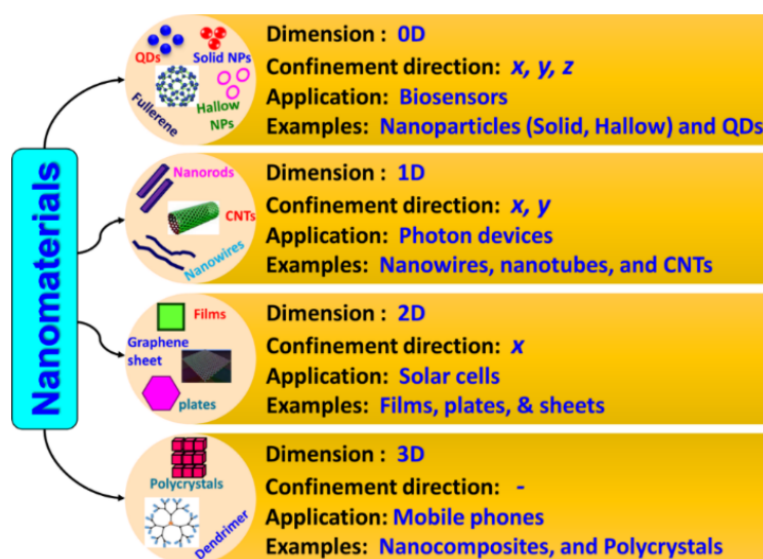 Nanomaterials
QDs
Solid NPs
Fullerene
Hallow
NPs
Dimension : 0D
Confinement direction: x, y, z
Application: Biosensors
Examples: Nanoparticles (Solid, Hallow) and QDs
Nanorods
CNTs
Nanowires
Dimension : 1D
Confinement direction: x, y
Application: Photon devices
Examples: Nanowires, nanotubes, and CNTs
Films
Graphene
sheet
plates
Dimension : 2D
Confinement direction: x
Application: Solar cells
Examples: Films, plates, & sheets
Polycrystals
Dendrimer
Dimension : 3D
Confinement direction: -
Application: Mobile phones
Examples: Nanocomposites, and Polycrystals